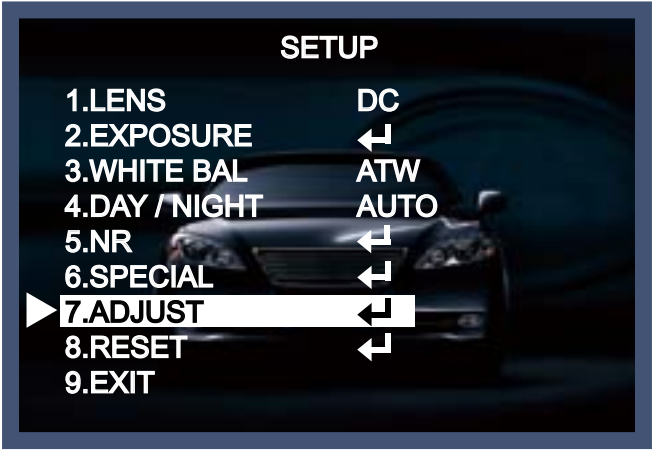 SETUP
1.LENS DC
2.EXPOSURE ↵
3.WHITE BAL ATW
4.DAY / NIGHT AUTO
5.NR ↵
6.SPECIAL ↵
7.ADJUST ↵
8.RESET ↵
9.EXIT